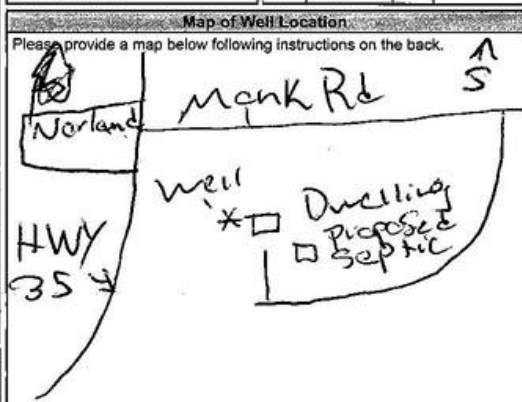 Map of Well Location
Please provide a map below following instructions on the back.
S
Monk Rd
Norland
Well
Dwelling
Proposed
Septic
HWY
35